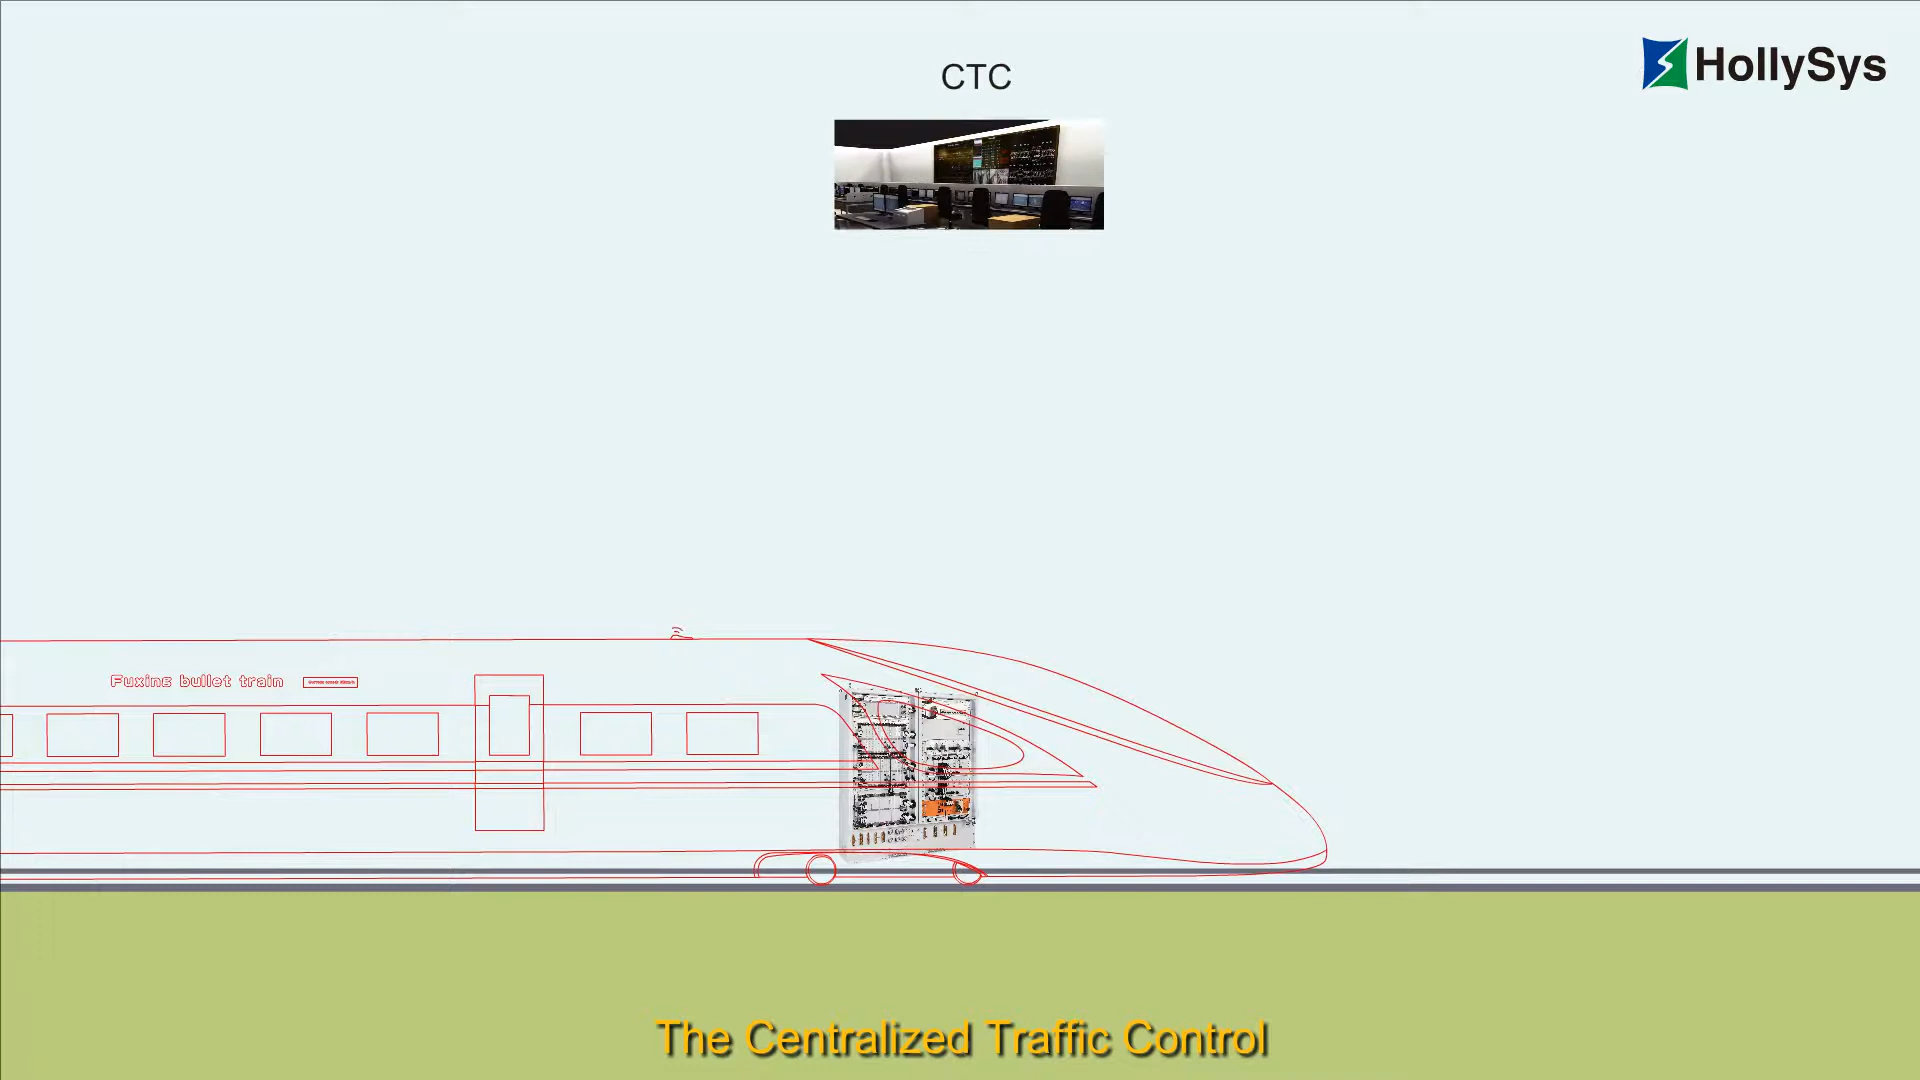 CTC
HollySys
Fuxing bullet train
The Centralized Traffic Control